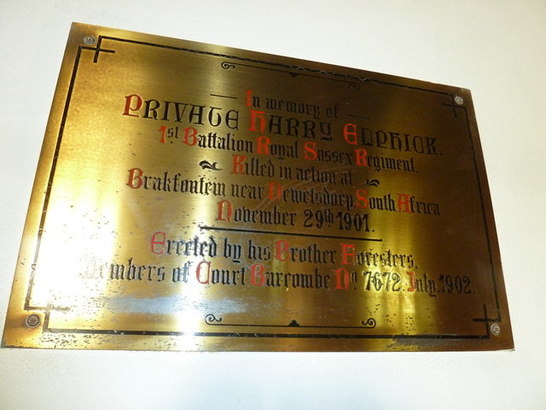 In memory of
PRIVATE HARRY ELPHICK.
1st Battalion Royal Sussex Regiment.
Killed in action at
Brakfontein near Dewelsdorp South Africa
November 29th 1901.
Erected by his Brother Foresters.
Members of Court Barcombe No 7672. July 1902.